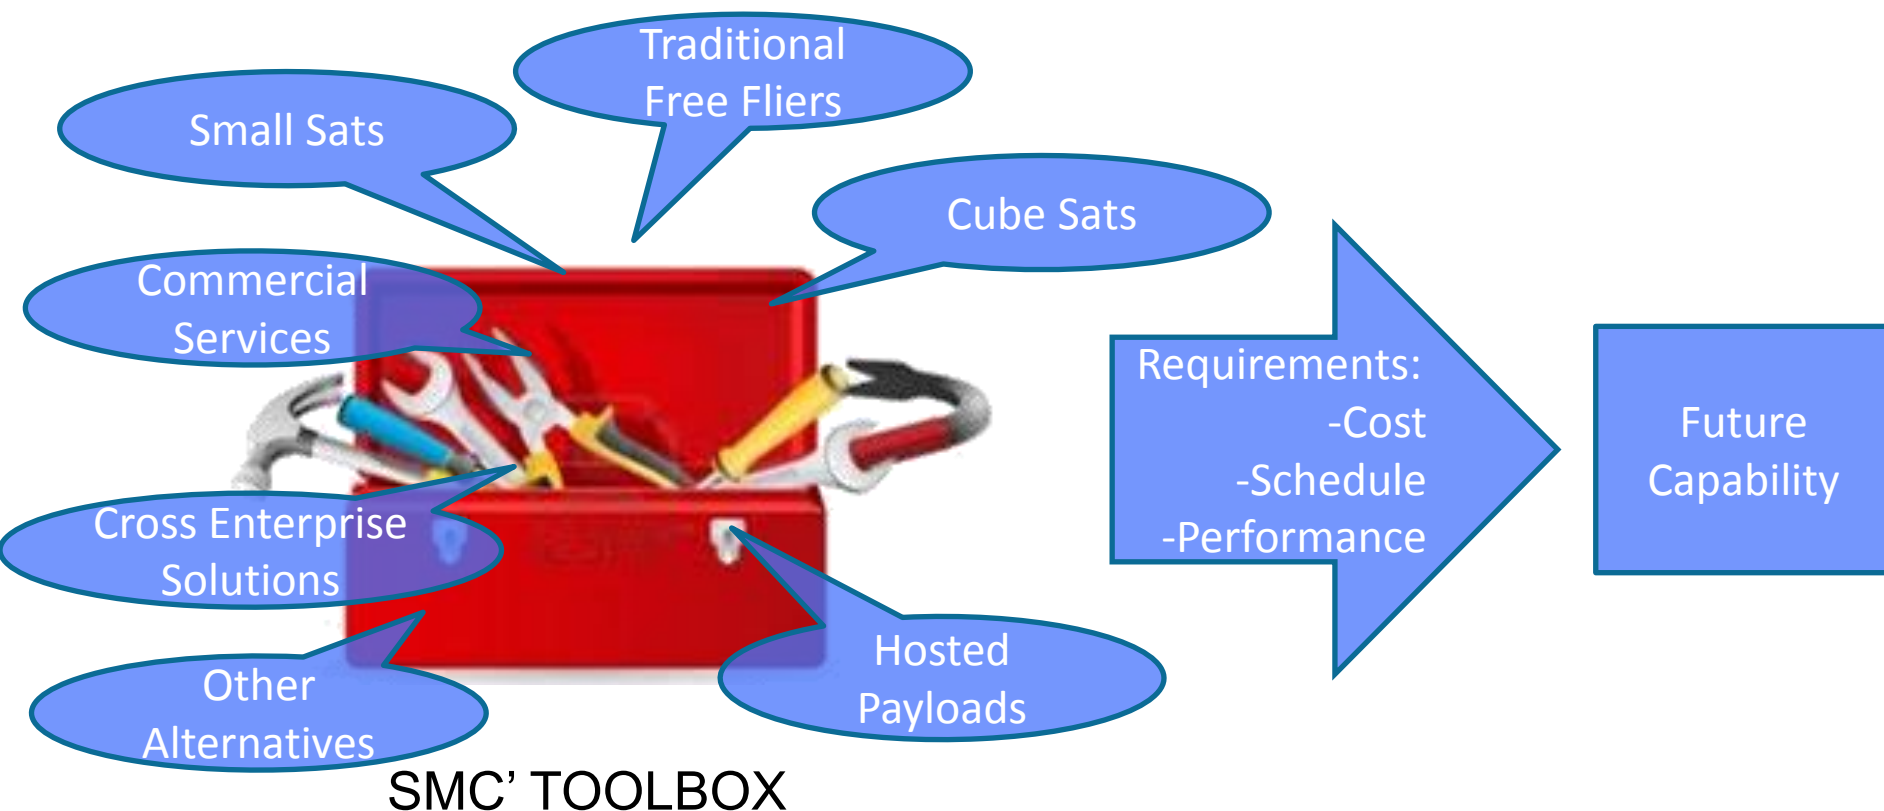 Traditional
Free Fliers
Small Sats
Cube Sats
Commercial
Services
Cross Enterprise
Solutions
Other
Alternatives
Hosted
Payloads
SMC’ TOOLBOX
Requirements:
-Cost
-Schedule
-Performance
Future
Capability